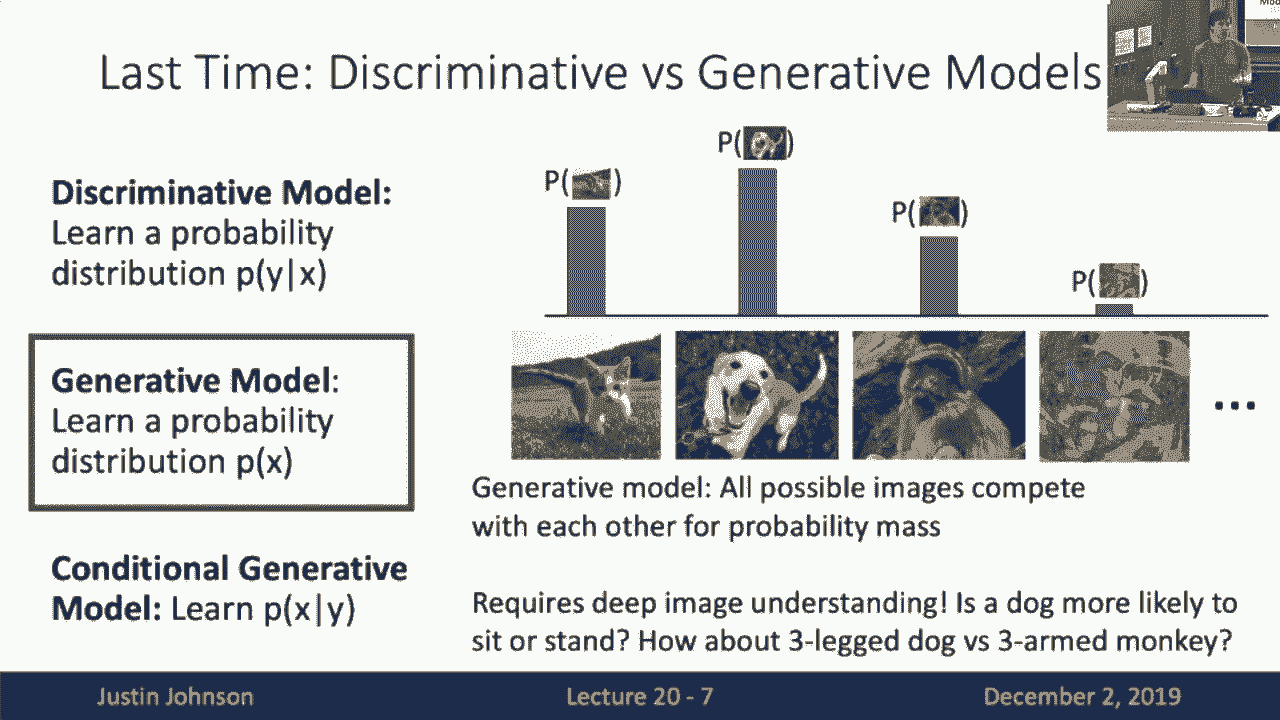 Last Time: Discriminative vs Generative Models
Discriminative Model:
Learn a probability
distribution p(y|x)
Generative Model:
Learn a probability
distribution p(x)
Conditional Generative
Model: Learn p(x|y)
P( )
P( )
P( )
P( )
...
Generative model: All possible images compete
with each other for probability mass
Requires deep image understanding! Is a dog more likely to
sit or stand? How about 3-legged dog vs 3-armed monkey?
Justin Johnson
Lecture 20 - 7
December 2, 2019